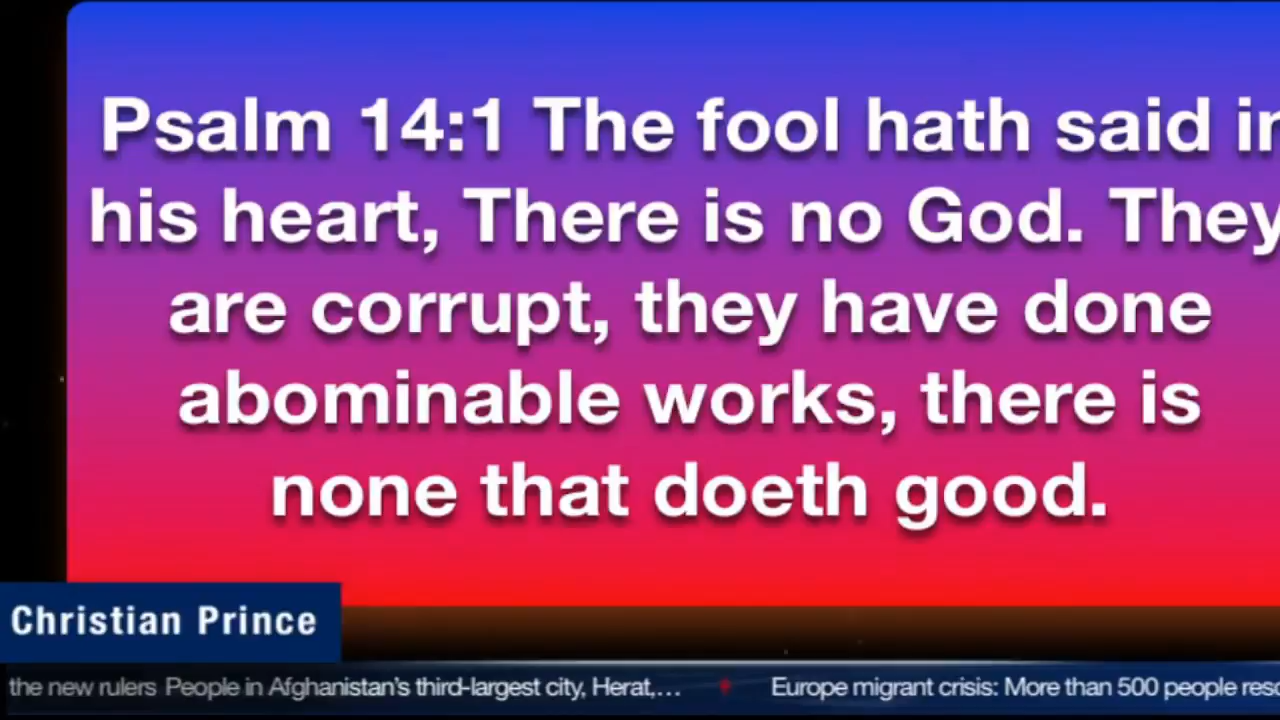 Psalm 14:1 The fool hath said in
his heart, There is no God. They
are corrupt, they have done
abominable works, there is
none that doeth good.
Christian Prince
the new rulers People in Afghanistan's third-largest city, Herat,... Europe migrant crisis: More than 500 people resc